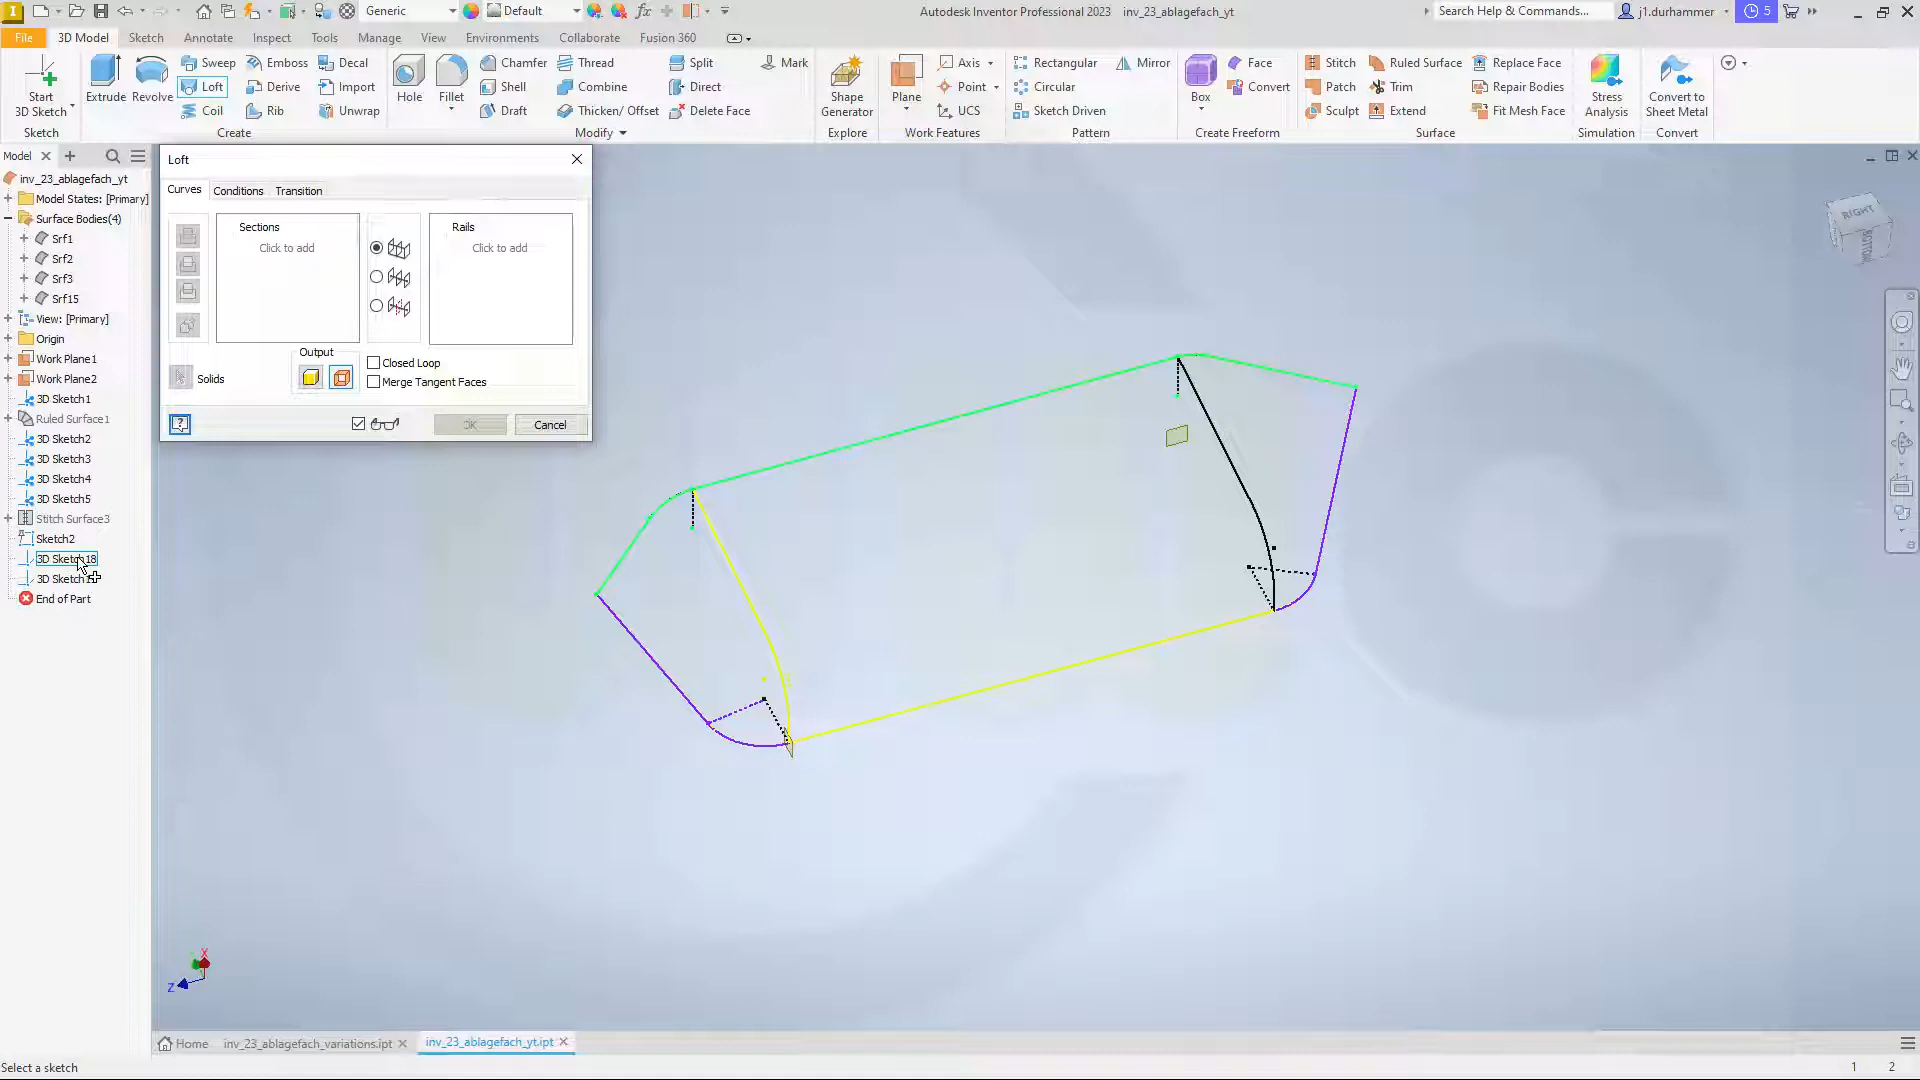 Generic
Default
Autodesk Inventor Professional 2023
inv_23_ablagefach_yt
Search Help & Commands...
j1.durhammer
5
File
3D Model
Sketch
Annotate
Inspect
Tools
Manage
View
Environments
Collaborate
Fusion 360
Start
3D Sketch
Extrude
Revolve
Sweep
Loft
Coil
Emboss
Derive
Rib
Decal
Import
Unwrap
Hole
Fillet
Chamfer
Shell
Draft
Thread
Combine
Thicken/ Offset
Split
Direct
Delete Face
Mark
Shape
Generator
Plane
Axis
Point
UCS
Rectangular
Circular
Sketch Driven
Mirror
Box
Face
Convert
Stitch
Patch
Sculpt
Ruled Surface
Trim
Extend
Replace Face
Repair Bodies
Fit Mesh Face
Stress
Analysis
Convert to
Sheet Metal
Sketch
Create
Modify
Explore
Work Features
Pattern
Create Freeform
Surface
Simulation
Convert
Model
inv_23_ablagefach_yt
Model States: [Primary]
Surface Bodies(4)
Srf1
Srf2
Srf3
Srf15
View: [Primary]
Origin
Work Plane1
Work Plane2
3D Sketch1
Ruled Surface1
3D Sketch2
3D Sketch3
3D Sketch4
3D Sketch5
Stitch Surface3
Sketch2
3D Sketch18
End of Part
Loft
Curves
Conditions
Transition
Sections
Click to add
Rails
Click to add
Output
Solids
Closed Loop
Merge Tangent Faces
OK
Cancel
RIGHT
BOTTOM
X
Z
Home
inv_23_ablagefach_variations.ipt
inv_23_ablagefach_yt.ipt
Select a sketch
1
2